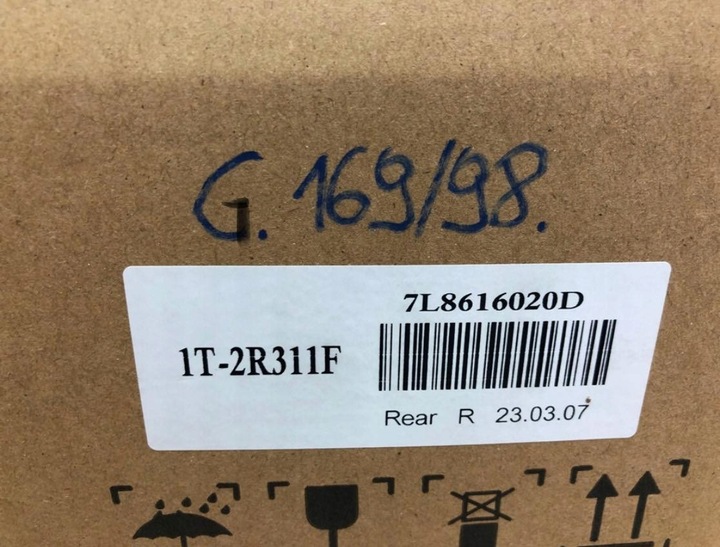 G. 169/98.
7L8616020D
1T-2R311F
Rear R 23.03.07